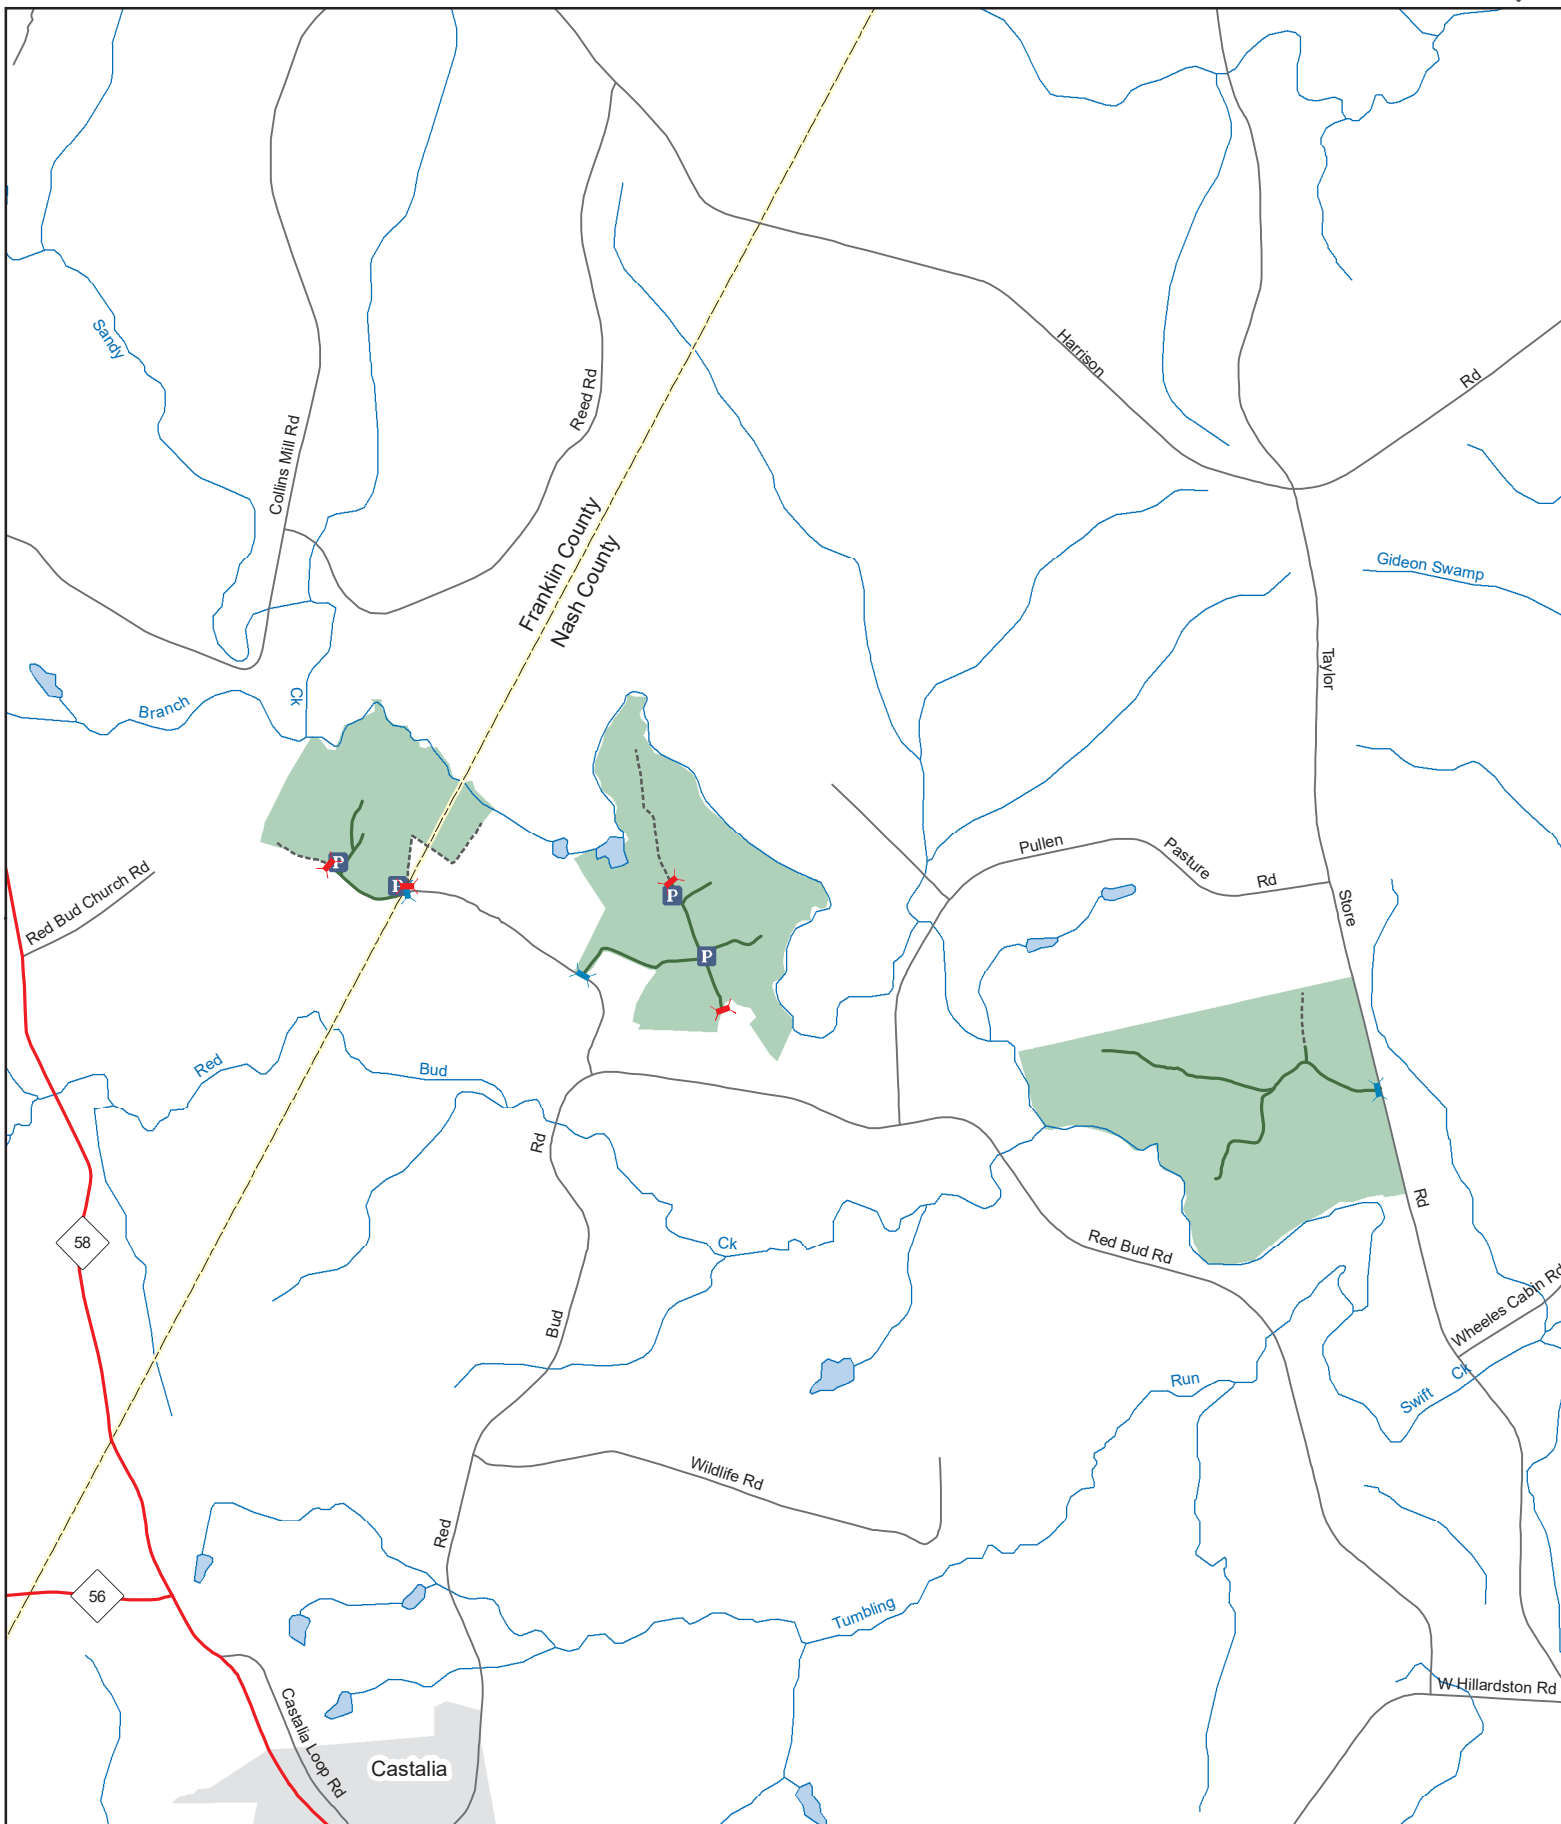 Sandy
Harrison
Rd
Reed Rd
Collins Mill Rd
Franklin County
Nash County
Gideon Swamp
Taylor
Ck
Branch
Pullen
Pasture
Rd
Store
P
P
P
P
Red Bud Church Rd
Red
Bud
Rd
Rd
58
Ck
Red Bud Rd
Wheeles Cabin Rd
Bud
Run
Swift
Ck
Wildlife Rd
Red
56
Tumbling
W Hillardston Rd
Castalia Loop Rd
Castalia